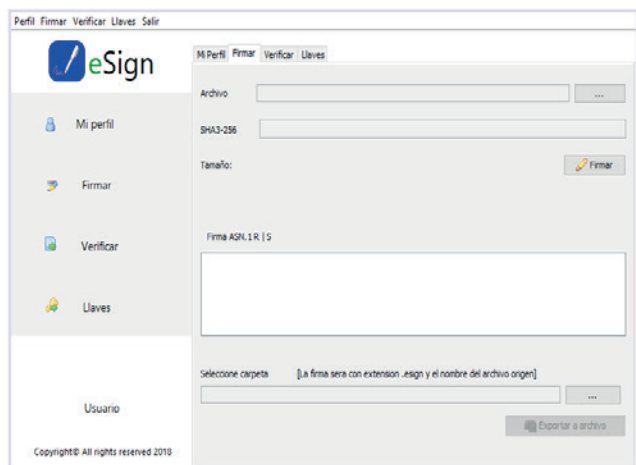 Perfil Firmar Verificar Llaves Salir
eSign
Mi perfil
Firmar
Verificar
Llaves
Usuario
Copyright© All rights reserved 2018
Mi Perfil Firmar Verificar Llaves
Archivo ...
SHA3-256
Tamaño: Firmar
Firma ASN.1 R | S
Seleccione carpeta [La firma sera con extension .esign y el nombre del archivo origen]
...
Exportar a archivo